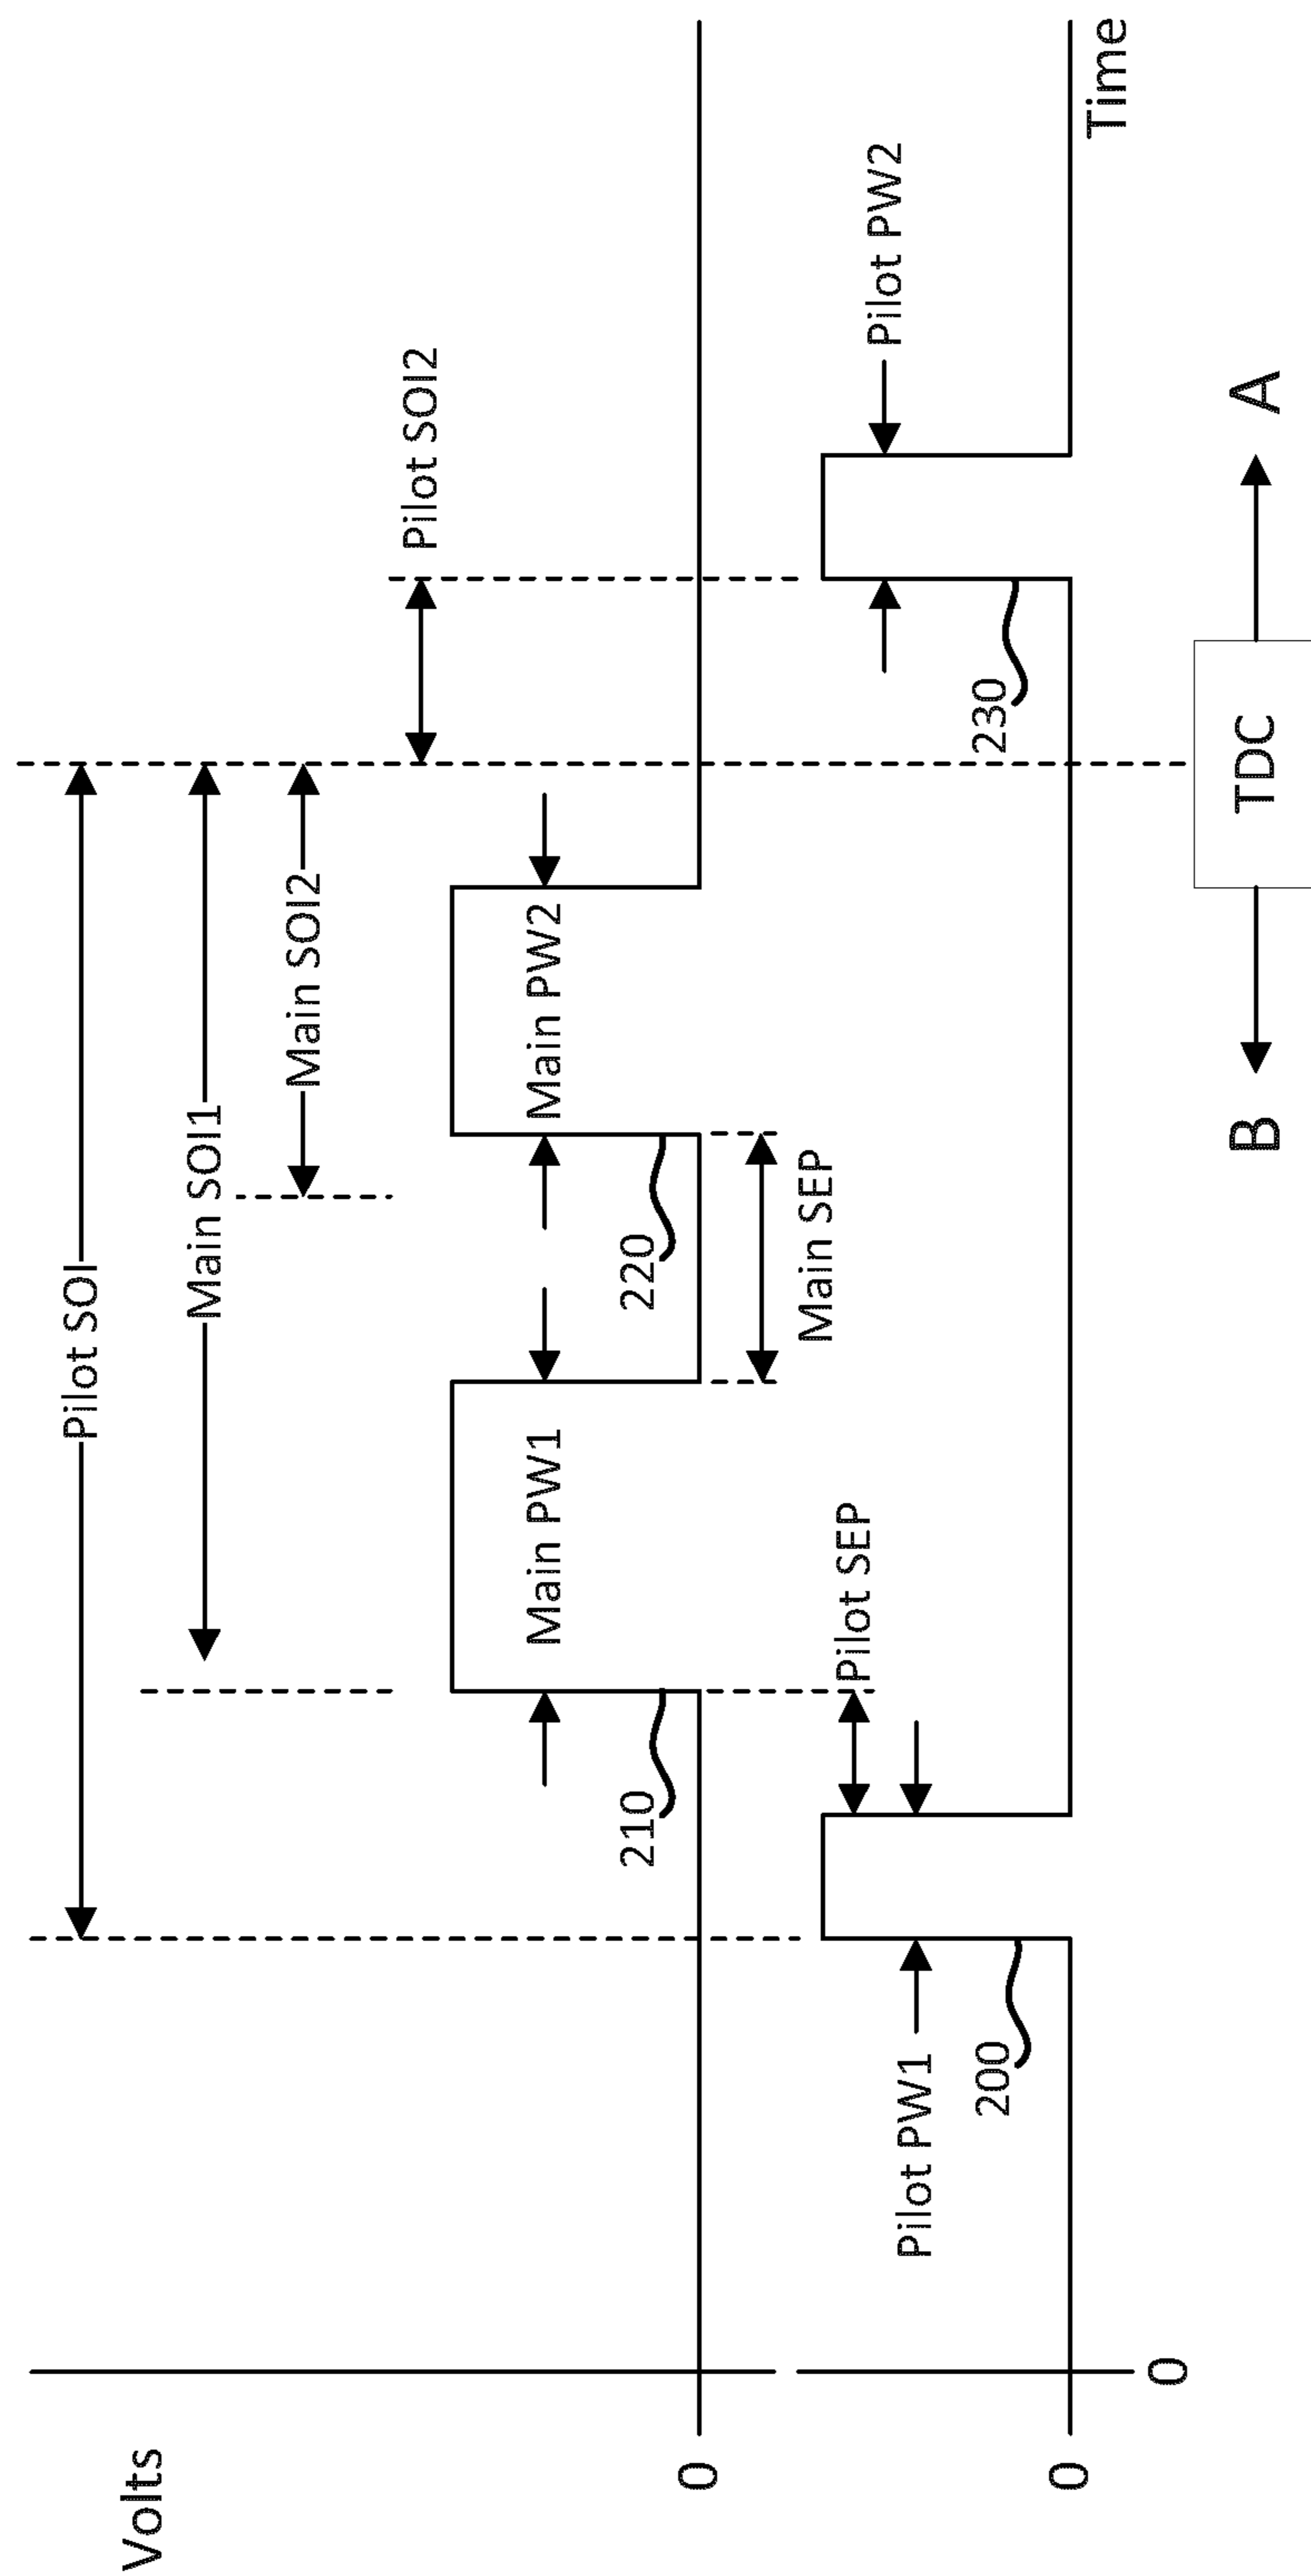 Volts
Pilot SOI
Main SOI1
Main SOI2
Pilot SOI2
Main PW1
Main PW2
210
220
0
Main SEP
Pilot SEP
Pilot PW1
Pilot PW2
200
230
0
Time
0
B
TDC
A